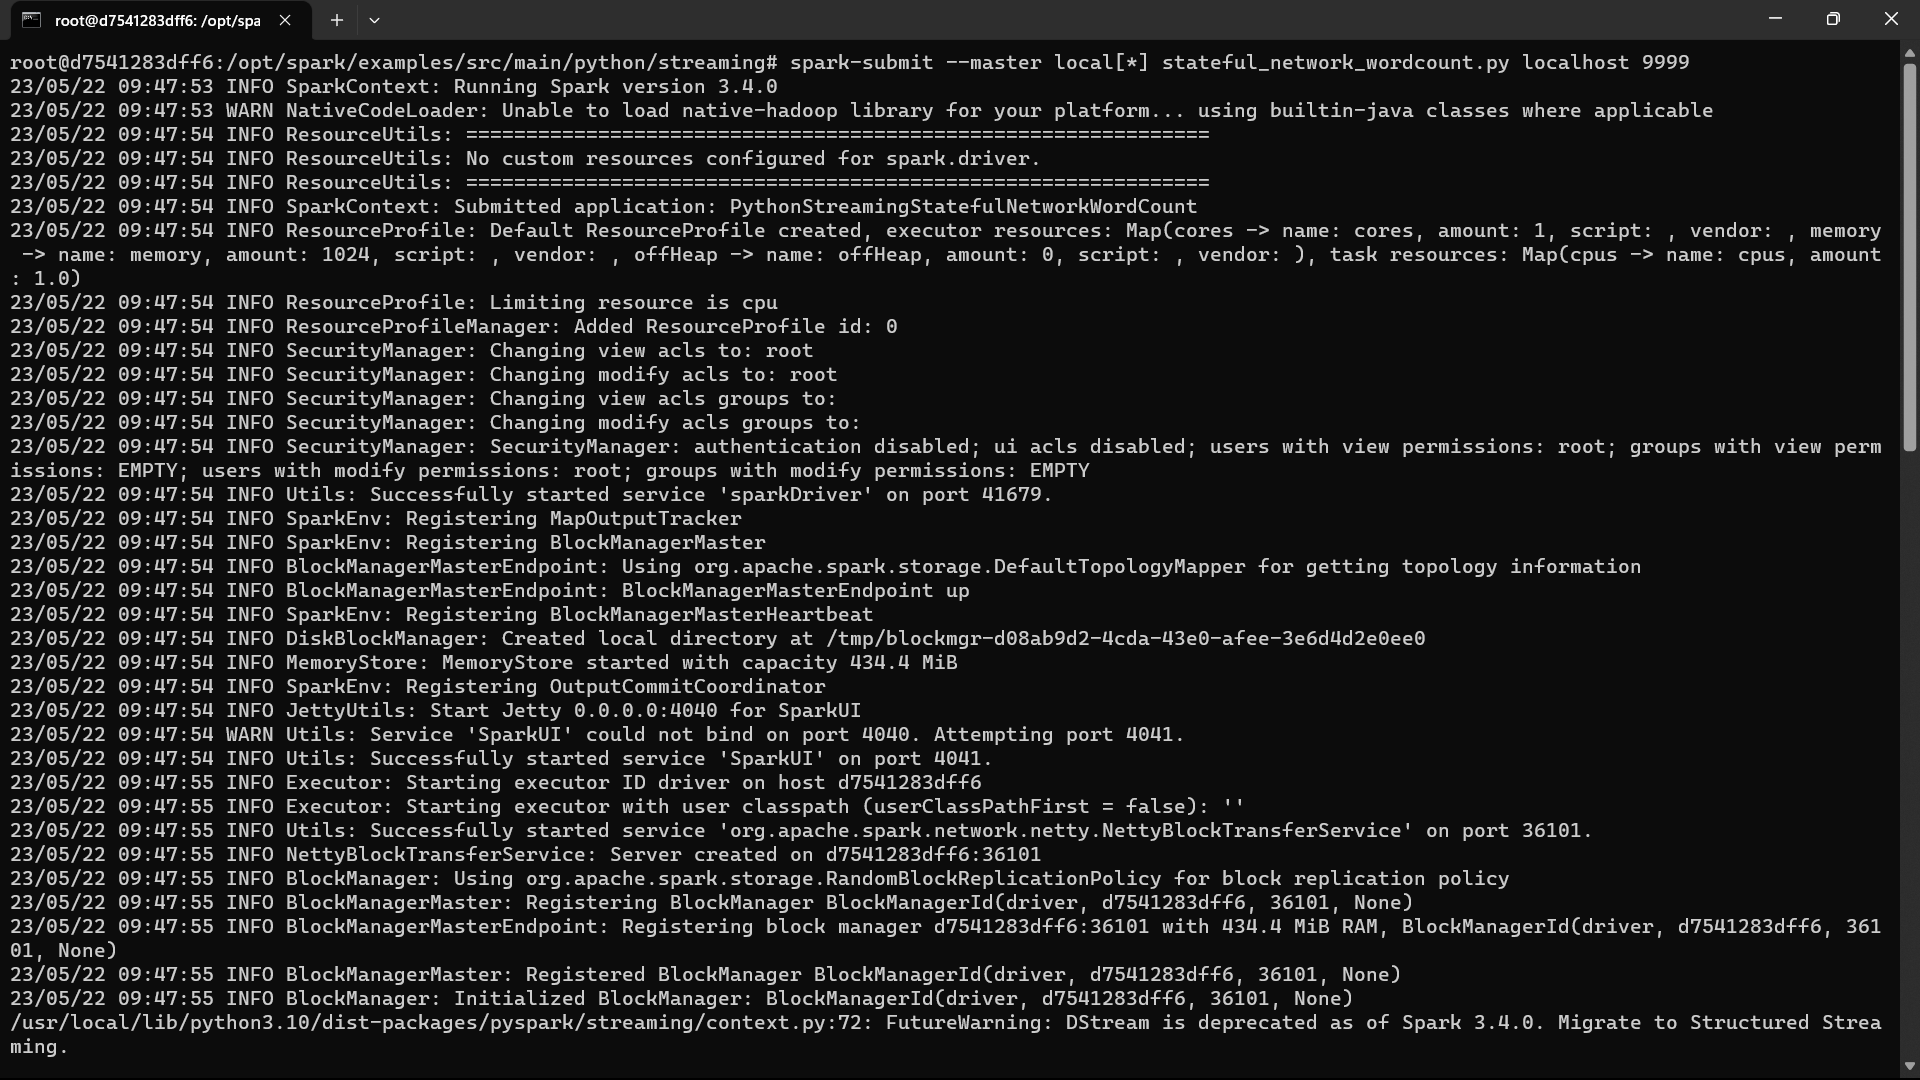 root@d7541283dff6: /opt/spa
root@d7541283dff6:/opt/spark/examples/src/main/python/streaming# spark-submit --master local[*] stateful_network_wordcount.py localhost 9999
23/05/22 09:47:53 INFO SparkContext: Running Spark version 3.4.0
23/05/22 09:47:53 WARN NativeCodeLoader: Unable to load native-hadoop library for your platform... using builtin-java classes where applicable
23/05/22 09:47:54 INFO ResourceUtils: ==============================================================
23/05/22 09:47:54 INFO ResourceUtils: No custom resources configured for spark.driver.
23/05/22 09:47:54 INFO ResourceUtils: ==============================================================
23/05/22 09:47:54 INFO SparkContext: Submitted application: PythonStreamingStatefulNetworkWordCount
23/05/22 09:47:54 INFO ResourceProfile: Default ResourceProfile created, executor resources: Map(cores -> name: cores, amount: 1, script: , vendor: , memory
 -> name: memory, amount: 1024, script: , vendor: , offHeap -> name: offHeap, amount: 0, script: , vendor: ), task resources: Map(cpus -> name: cpus, amount
: 1.0)
23/05/22 09:47:54 INFO ResourceProfile: Limiting resource is cpu
23/05/22 09:47:54 INFO ResourceProfileManager: Added ResourceProfile id: 0
23/05/22 09:47:54 INFO SecurityManager: Changing view acls to: root
23/05/22 09:47:54 INFO SecurityManager: Changing modify acls to: root
23/05/22 09:47:54 INFO SecurityManager: Changing view acls groups to:
23/05/22 09:47:54 INFO SecurityManager: Changing modify acls groups to:
23/05/22 09:47:54 INFO SecurityManager: SecurityManager: authentication disabled; ui acls disabled; users with view permissions: root; groups with view perm
issions: EMPTY; users with modify permissions: root; groups with modify permissions: EMPTY
23/05/22 09:47:54 INFO Utils: Successfully started service 'sparkDriver' on port 41679.
23/05/22 09:47:54 INFO SparkEnv: Registering MapOutputTracker
23/05/22 09:47:54 INFO SparkEnv: Registering BlockManagerMaster
23/05/22 09:47:54 INFO BlockManagerMasterEndpoint: Using org.apache.spark.storage.DefaultTopologyMapper for getting topology information
23/05/22 09:47:54 INFO BlockManagerMasterEndpoint: BlockManagerMasterEndpoint up
23/05/22 09:47:54 INFO SparkEnv: Registering BlockManagerMasterHeartbeat
23/05/22 09:47:54 INFO DiskBlockManager: Created local directory at /tmp/blockmgr-d08ab9d2-4cda-43e0-afee-3e6d4d2e0ee0
23/05/22 09:47:54 INFO MemoryStore: MemoryStore started with capacity 434.4 MiB
23/05/22 09:47:54 INFO SparkEnv: Registering OutputCommitCoordinator
23/05/22 09:47:54 INFO JettyUtils: Start Jetty 0.0.0.0:4040 for SparkUI
23/05/22 09:47:54 WARN Utils: Service 'SparkUI' could not bind on port 4040. Attempting port 4041.
23/05/22 09:47:54 INFO Utils: Successfully started service 'SparkUI' on port 4041.
23/05/22 09:47:55 INFO Executor: Starting executor ID driver on host d7541283dff6
23/05/22 09:47:55 INFO Executor: Starting executor with user classpath (userClassPathFirst = false): ''
23/05/22 09:47:55 INFO Utils: Successfully started service 'org.apache.spark.network.netty.NettyBlockTransferService' on port 36101.
23/05/22 09:47:55 INFO NettyBlockTransferService: Server created on d7541283dff6:36101
23/05/22 09:47:55 INFO BlockManager: Using org.apache.spark.storage.RandomBlockReplicationPolicy for block replication policy
23/05/22 09:47:55 INFO BlockManagerMaster: Registering BlockManager BlockManagerId(driver, d7541283dff6, 36101, None)
23/05/22 09:47:55 INFO BlockManagerMasterEndpoint: Registering block manager d7541283dff6:36101 with 434.4 MiB RAM, BlockManagerId(driver, d7541283dff6, 361
01, None)
23/05/22 09:47:55 INFO BlockManagerMaster: Registered BlockManager BlockManagerId(driver, d7541283dff6, 36101, None)
23/05/22 09:47:55 INFO BlockManager: Initialized BlockManager: BlockManagerId(driver, d7541283dff6, 36101, None)
/usr/local/lib/python3.10/dist-packages/pyspark/streaming/context.py:72: FutureWarning: DStream is deprecated as of Spark 3.4.0. Migrate to Structured Strea
ming.